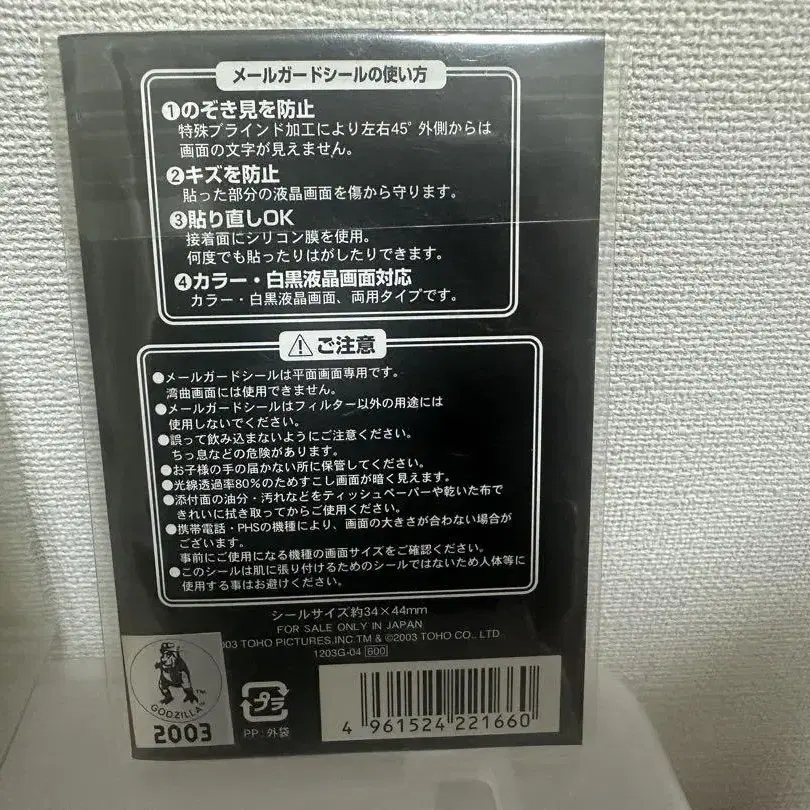 メールガードシールの使い方
❶のぞき見を防止
特殊ブラインド加工により左右45°外側からは
画面の文字が見えません。
❷キズを防止
貼った部分の液晶画面を傷から守ります。
❸貼り直しOK
接着面にシリコン膜を使用。
何度でも貼ったりはがしたりできます。
❹カラー・白黒液晶画面対応
カラー・白黒液晶画面、両用タイプです。
⚠ご注意
●メールガードシールは平面画面専用です。
湾曲画面には使用できません。
●メールガードシールはフィルター以外の用途には
使用しないでください。
●誤って飲み込まないようにご注意ください。
ちっ息などの危険があります。
●お子様の手の届かない所に保管してください。
●光線透過率80%のためすこし画面が暗く見えます。
●添付面の油分・汚れなどをティッシュペーパーや乾いた布で
きれいに拭き取ってからご使用ください。
●携帯電話・PHSの機種により、画面の大きさが合わない場合が
ございます。
事前にご使用になる機種の画面サイズをご確認ください。
●このシールは肌に張り付けるためのシールではないため人体等に
使用する事はお避けください。
シールサイズ約34×44mm
FOR SALE ONLY IN JAPAN
03 TOHO PICTURES,INC TM & ©2003 TOHO CO., LTD
1203G-04 600
GODZILLA
2003
プラ
PP:外袋
4 961524 221660